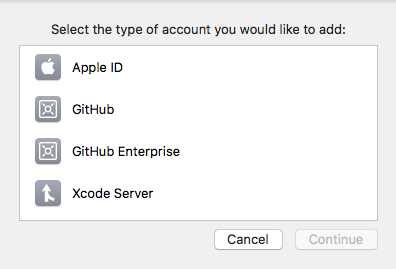 Select the type of account you would like to add:
Apple ID
GitHub
GitHub Enterprise
Xcode Server
Cancel Continue